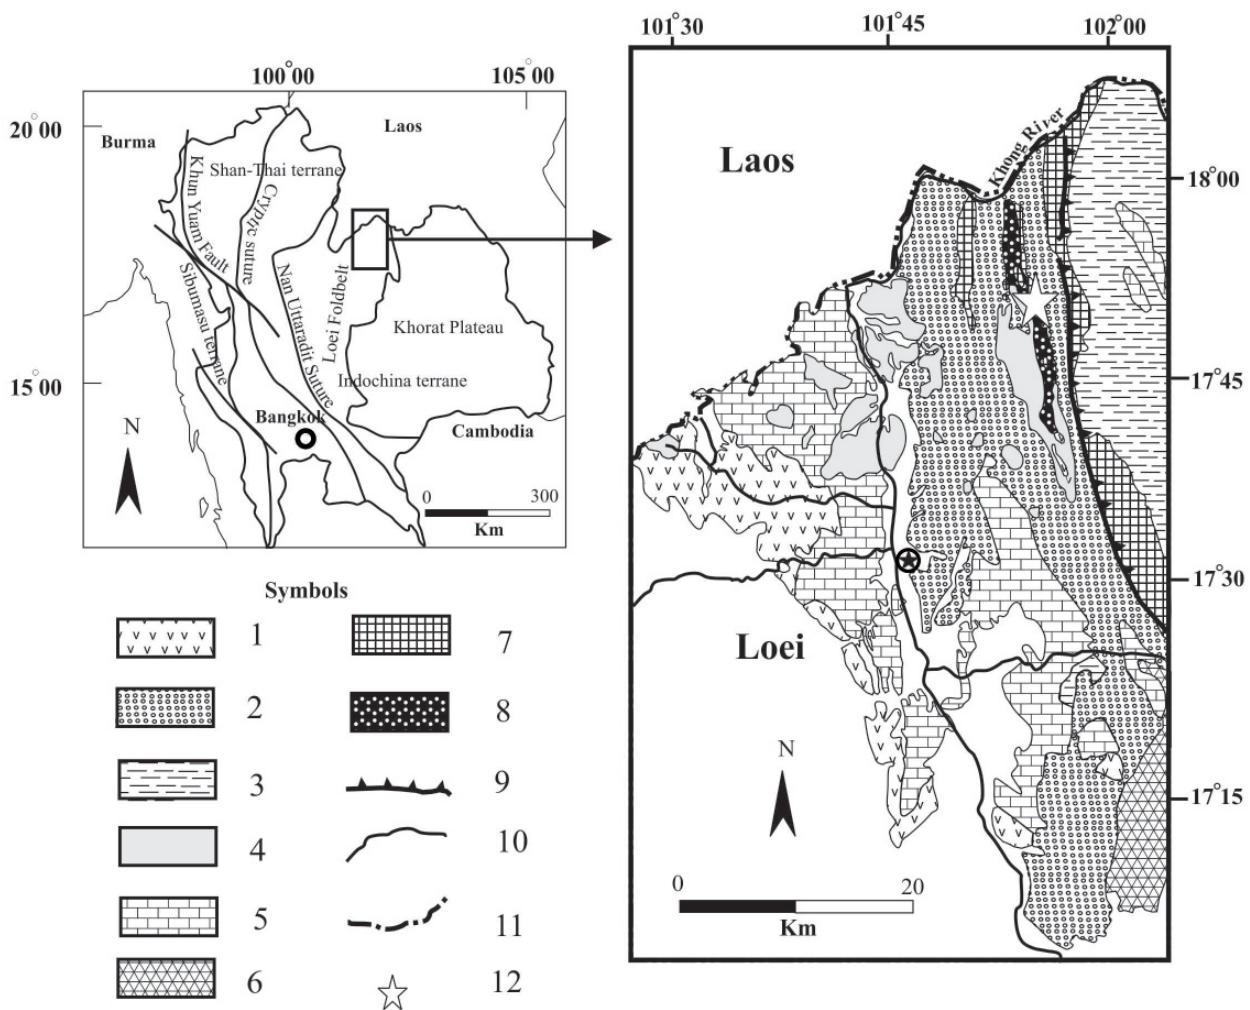 100°00
105°00
20°00
15°00
Burma
Laos
Shan-Thai terrane
Khun Yuam Fault
Cryptic suture
Sibumasu terrane
Nan Uttaradit Suture
Loei Foldbelt
Khorat Plateau
Indochina terrane
Bangkok
Cambodia
N
0 300
Km
101°30
101°45
102°00
Khong River
Laos
18°00
17°45
17°30
Loei
N
17°15
0 20
Km
Symbols
1 7
2 8
3 9
4 10
5 11
6 12